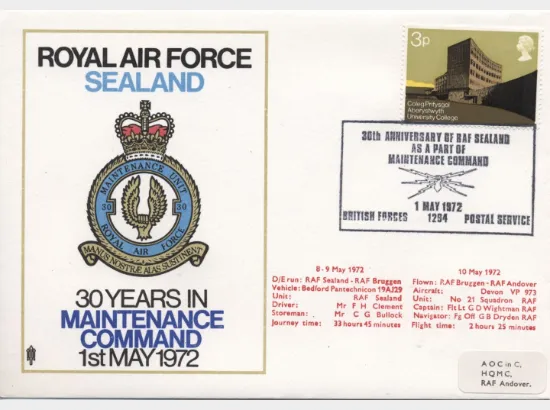 ROYAL AIR FORCE
SEALAND
MAINTENANCE UNIT
30 30
ROYAL AIR FORCE
MANUS NOSTRÆ ALAS SUSTINENT
30 YEARS IN
MAINTENANCE
COMMAND
1st MAY 1972
3p
Coleg Prifysgol
Aberystwyth
University College
30th ANNIVERSARY OF RAF SEALAND
AS A PART OF
MAINTENANCE COMMAND
1 MAY 1972
BRITISH FORCES 1294 POSTAL SERVICE
8-9 May 1972
D/E run: RAF Sealand - RAF Bruggen
Vehicle: Bedford Pantechnicon 19AJ29
Unit: RAF Sealand
Driver: Mr F H Clement
Storeman: Mr C G Bullock
Journey time: 33 hours 45 minutes
10 May 1972
Flown: RAF Bruggen - RAF Andover
Aircraft: Devon VP 973
Unit: No 21 Squadron RAF
Captain: Flt Lt G D Wightman RAF
Navigator: Fg Off G B Dryden RAF
Flight time: 2 hours 25 minutes
AOC in C,
HQMC,
RAF Andover.